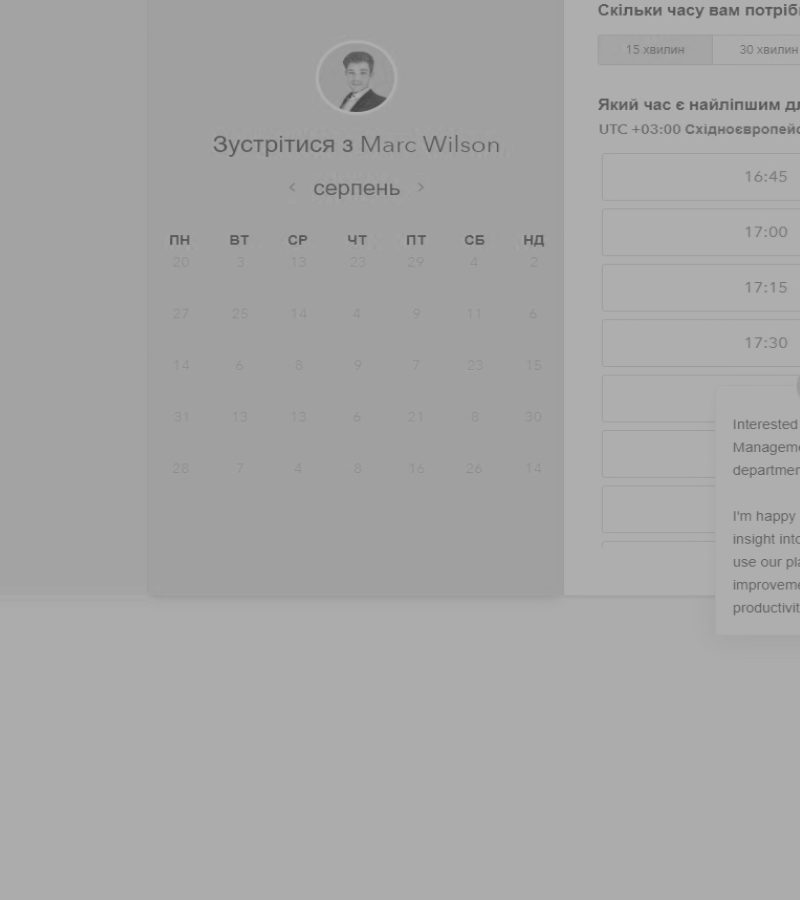 Скільки часу вам потріб
15 хвилин 30 хвилин
Який час є найліпшим дл
UTC +03:00 Східноєвропейс
16:45
17:00
17:15
17:30
Зустрітися з Marc Wilson
‹ серпень ›
ПН ВТ СР ЧТ ПТ СБ НД
20 3 13 23 29 4 2
27 25 14 4 9 11 6
14 6 8 9 7 23 15
31 13 13 6 21 8 30
28 7 4 8 16 26 14
Interested
Manageme
departmen
I'm happy
insight into
use our pla
improveme
productivit